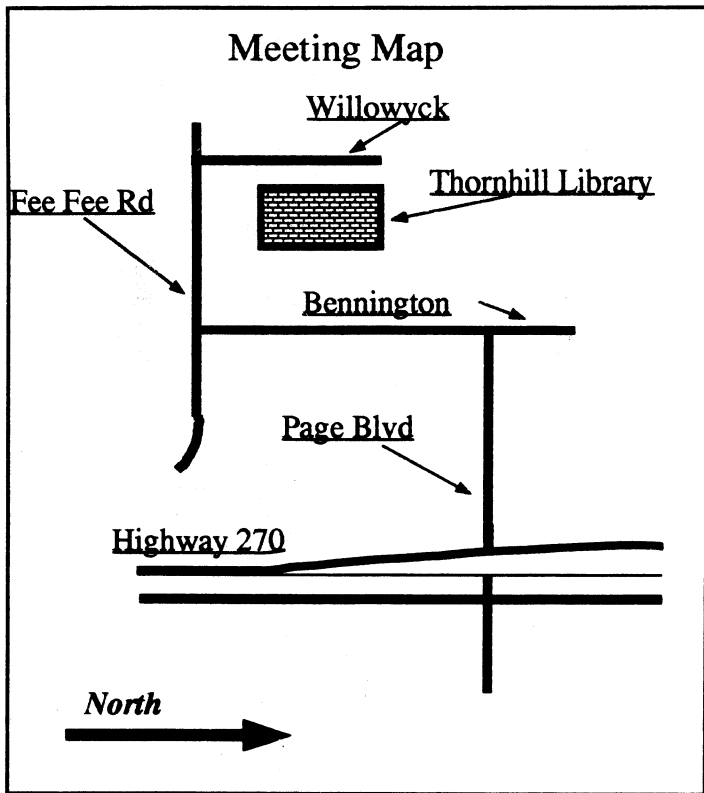 Meeting Map
Willowyck
Thornhill Library
Fee Fee Rd
Bennington
Page Blvd
Highway 270
North